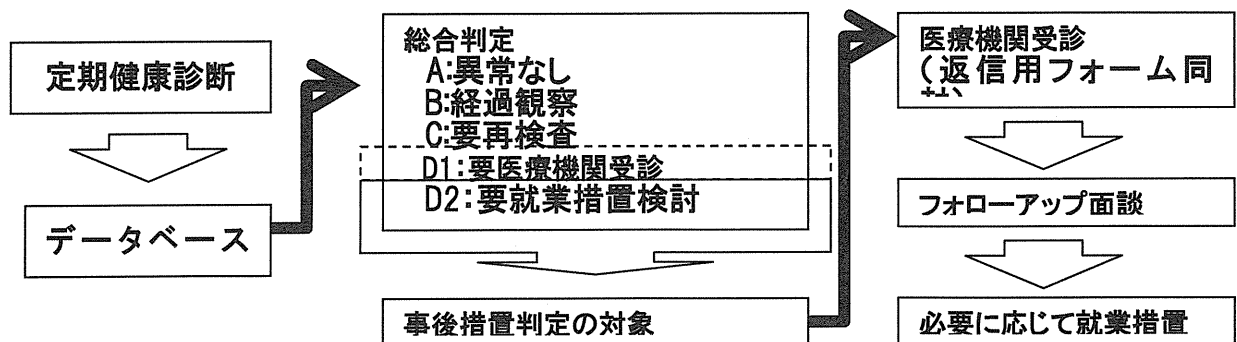 定期健康診断
データベース
総合判定
A:異常なし
B:経過観察
C:要再検査
D1:要医療機関受診
D2:要就業措置検討
事後措置判定の対象
医療機関受診
(返信用フォーム同
フォローアップ面談
必要に応じて就業措置